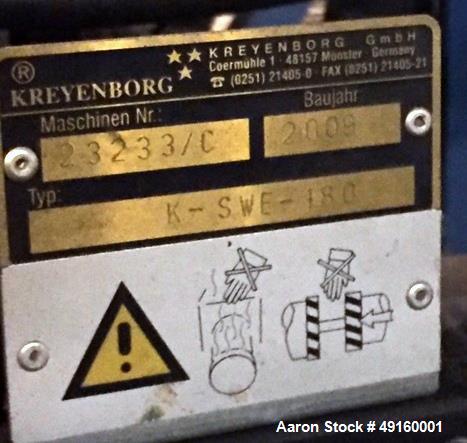 ® KREYENBORG
KREYENBORG GmbH
Coermühle 1 · 48157 Münster · Germany
☎ (0251) 21405-0 · FAX (0251) 21405-21
Maschinen Nr.:
23233/C
Baujahr
2009
Typ:
K-SWE-180
Aaron Stock # 49160001